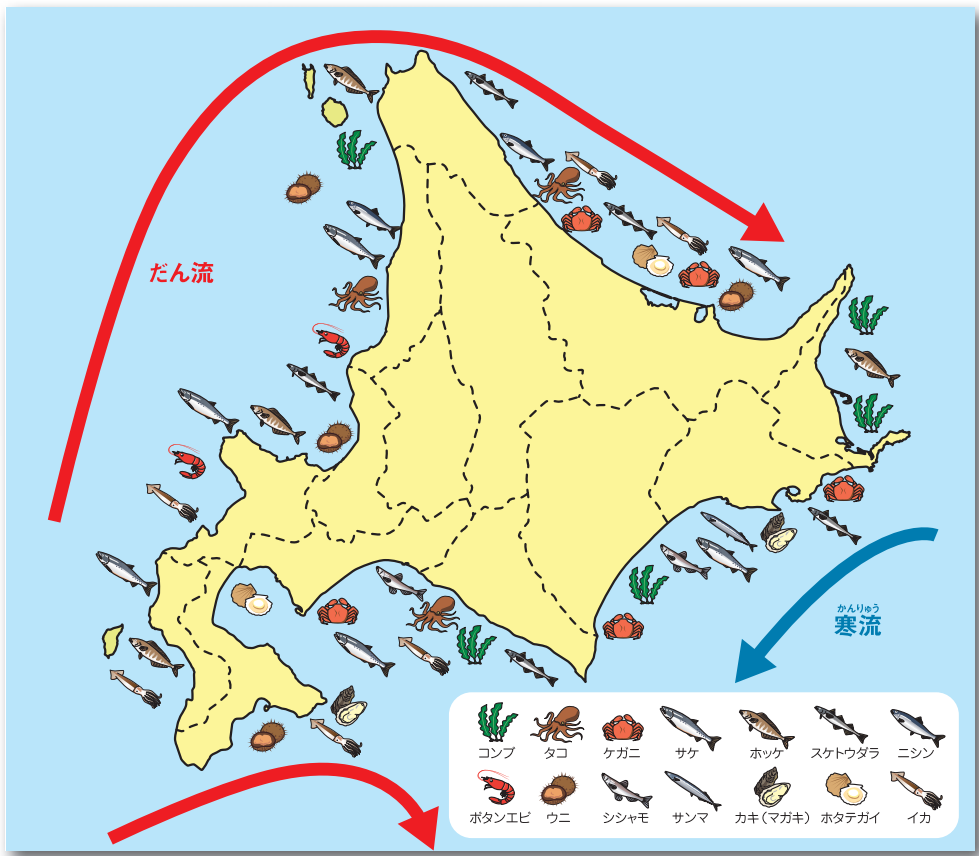 だん流
かんりゅう
寒流
コンブ タコ ケガニ サケ ホッケ スケトウダラ ニシン
ボタンエビ ウニ シシャモ サンマ カキ（マガキ） ホタテガイ イカ